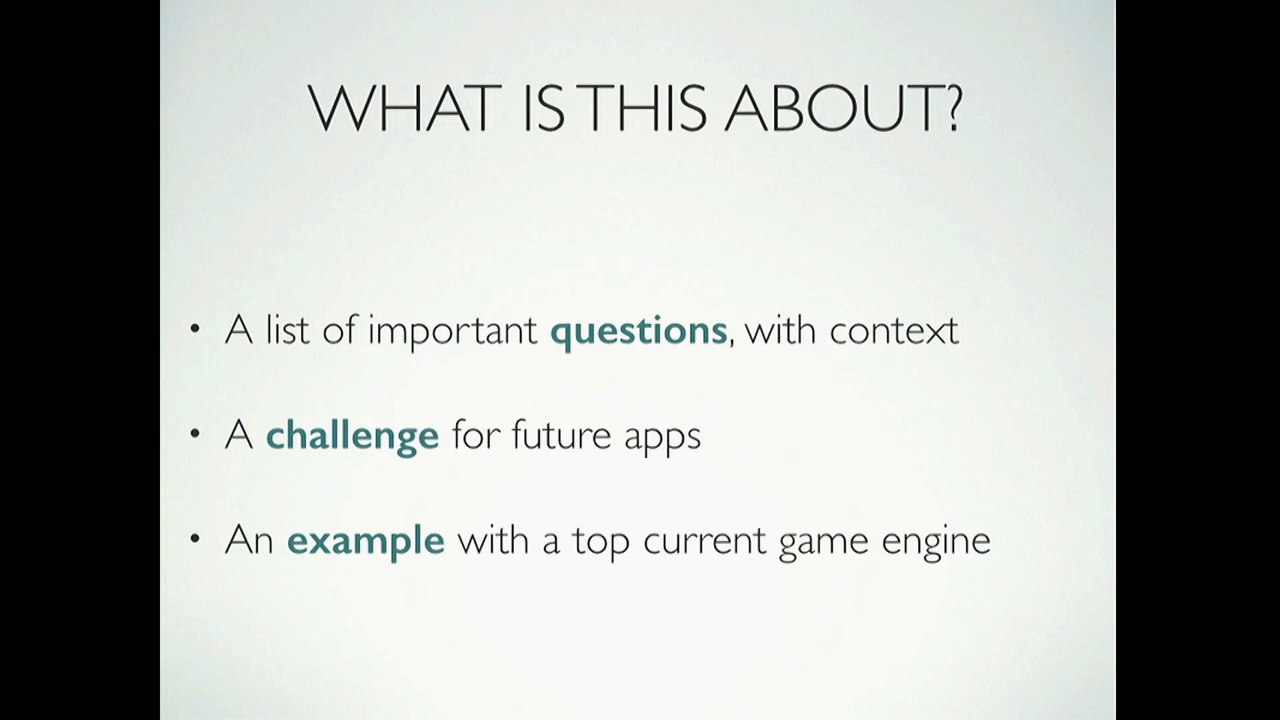 WHAT IS THIS ABOUT?
• A list of important questions, with context
• A challenge for future apps
• An example with a top current game engine